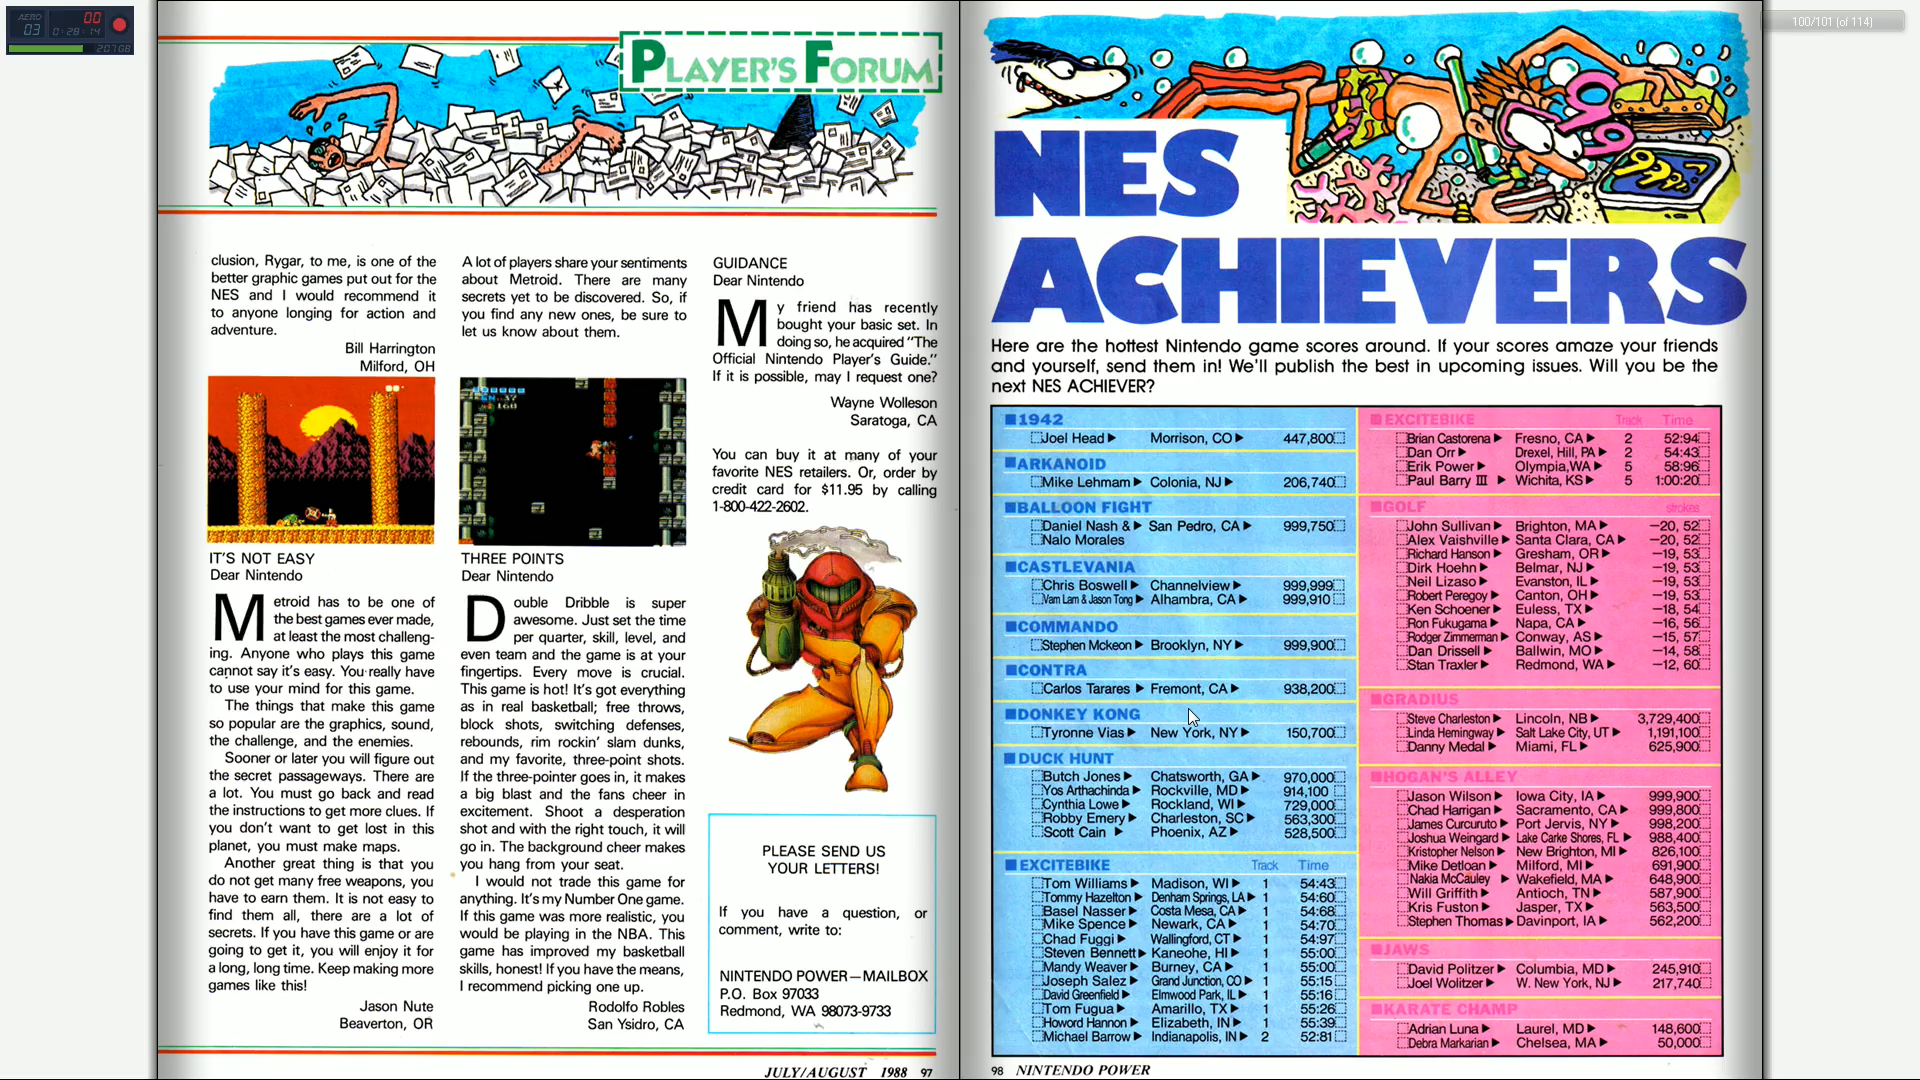 AERO
00
03
0:28:14
207GB
100/101 (of 114)
PLAYER'S FORUM
clusion, Rygar, to me, is one of the
better graphic games put out for the
NES and I would recommend it
to anyone longing for action and
adventure.
Bill Harrington
Milford, OH
IT'S NOT EASY
Dear Nintendo
Metroid has to be one of
the best games ever made,
at least the most challeng-
ing. Anyone who plays this game
cannot say it's easy. You really have
to use your mind for this game.
The things that make this game
so popular are the graphics, sound,
the challenge, and the enemies.
Sooner or later you will figure out
the secret passageways. There are
a lot. You must go back and read
the instructions to get more clues. If
you don't want to get lost in this
planet, you must make maps.
Another great thing is that you
do not get many free weapons, you
have to earn them. It is not easy to
find them all, there are a lot of
secrets. If you have this game or are
going to get it, you will enjoy it for
a long, long time. Keep making more
games like this!
Jason Nute
Beaverton, OR
A lot of players share your sentiments
about Metroid. There are many
secrets yet to be discovered. So, if
you find any new ones, be sure to
let us know about them.
THREE POINTS
Dear Nintendo
Double Dribble is super
awesome. Just set the time
per quarter, skill, level, and
even team and the game is at your
fingertips. Every move is crucial.
This game is hot! It's got everything
as in real basketball; free throws,
block shots, switching defenses,
rebounds, rim rockin' slam dunks,
and my favorite, three-point shots.
If the three-pointer goes in, it makes
a big blast and the fans cheer in
excitement. Shoot a desperation
shot and with the right touch, it will
go in. The background cheer makes
you hang from your seat.
I would not trade this game for
anything. It's my Number One game.
If this game was more realistic, you
would be playing in the NBA. This
game has improved my basketball
skills, honest! If you have the means,
I recommend picking one up.
Rodolfo Robles
San Ysidro, CA
GUIDANCE
Dear Nintendo
My friend has recently
bought your basic set. In
doing so, he acquired "The
Official Nintendo Player's Guide."
If it is possible, may I request one?
Wayne Wolleson
Saratoga, CA
You can buy it at many of your
favorite NES retailers. Or, order by
credit card for $11.95 by calling
1-800-422-2602.
PLEASE SEND US
YOUR LETTERS!
If you have a question, or
comment, write to:
NINTENDO POWER—MAILBOX
P.O. Box 97033
Redmond, WA 98073-9733
JULY/AUGUST 1988 97
NES
ACHIEVERS
Here are the hottest Nintendo game scores around. If your scores amaze your friends
and yourself, send them in! We'll publish the best in upcoming issues. Will you be the
next NES ACHIEVER?
■1942
Joel Head▶ Morrison, CO▶ 447,800
■ARKANOID
Mike Lehmam▶ Colonia, NJ▶ 206,740
■BALLOON FIGHT
Daniel Nash &▶ San Pedro, CA▶ 999,750
Nalo Morales
■CASTLEVANIA
Chris Boswell▶ Channelview▶ 999,999
Vam Lam & Jason Tong▶ Alhambra, CA▶ 999,910
■COMMANDO
Stephen Mckeon▶ Brooklyn, NY▶ 999,900
■CONTRA
Carlos Tarares▶ Fremont, CA▶ 938,200
■DONKEY KONG
Tyronne Vias▶ New York, NY▶ 150,700
■DUCK HUNT
Butch Jones▶ Chatsworth, GA▶ 970,000
Yos Arthachinda▶ Rockville, MD▶ 914,100
Cynthia Lowe▶ Rockland, WI▶ 729,000
Robby Emery▶ Charleston, SC▶ 563,300
Scott Cain▶ Phoenix, AZ▶ 528,500
■EXCITEBIKE Track Time
Tom Williams▶ Madison, WI▶ 1 54:43
Tommy Hazelton▶ Denham Springs, LA▶ 1 54:60
Basel Nasser▶ Costa Mesa, CA▶ 1 54:68
Mike Spence▶ Newark, CA▶ 1 54:70
Chad Fuggi▶ Wallingford, CT▶ 1 54:97
Steven Bennett▶ Kaneohe, HI▶ 1 55:00
Mandy Weaver▶ Burney, CA▶ 1 55:00
Joseph Salez▶ Grand Junction, CO▶ 1 55:15
David Greenfield▶ Elmwood Park, IL▶ 1 55:16
Tom Fugua▶ Amarillo, TX▶ 1 55:26
Howord Hannon▶ Elizabeth, IN▶ 1 55:39
Michael Barrow▶ Indianapolis, IN▶ 2 52:81
■EXCITEBIKE Track Time
Brian Castorena▶ Fresno, CA▶ 2 52:94
Dan Orr▶ Drexel, Hill, PA▶ 2 54:43
Erik Power▶ Olympia,WA▶ 5 58:96
Paul Barry III▶ Wichita, KS▶ 5 1:00:20
■GOLF strokes
John Sullivan▶ Brighton, MA▶ –20, 52
Alex Vaishville▶ Santa Clara, CA▶ –20, 52
Richard Hanson▶ Gresham, OR▶ –19, 53
Dirk Hoehn▶ Belmar, NJ▶ –19, 53
Neil Lizaso▶ Evanston, IL▶ –19, 53
Robert Peregoy▶ Canton, OH▶ –19, 53
Ken Schoener▶ Euless, TX▶ –18, 54
Ron Fukugama▶ Napa, CA▶ –16, 56
Rodger Zimmerman▶ Conway, AS▶ –15, 57
Dan Drissell▶ Ballwin, MO▶ –14, 58
Stan Traxler▶ Redmond, WA▶ –12, 60
■GRADIUS
Steve Charleston▶ Lincoln, NB▶ 3,729,400
Linda Hemingway▶ Salt Lake City, UT▶ 1,191,100
Danny Medal▶ Miami, FL▶ 625,900
■HOGAN'S ALLEY
Jason Wilson▶ Iowa City, IA▶ 999,900
Chad Harrigan▶ Sacramento, CA▶ 999,800
James Curcuruto▶ Port Jervis, NY▶ 998,200
Joshua Weingard▶ Lake Carke Shores, FL▶ 988,400
Kristopher Nelson▶ New Brighton, MI▶ 826,100
Mike Detloan▶ Milford, MI▶ 691,900
Nakia McCauley▶ Wakefield, MA▶ 648,900
Will Griffith▶ Antioch, TN▶ 587,900
Kris Fuston▶ Jasper, TX▶ 563,500
Stephen Thomas▶ Davinport, IA▶ 562,200
■JAWS
David Politzer▶ Columbia, MD▶ 245,910
Joel Wolitzer▶ W. New York, NJ▶ 217,740
■KARATE CHAMP
Adrian Luna▶ Laurel, MD▶ 148,600
Debra Markarian▶ Chelsea, MA▶ 50,000
98 NINTENDO POWER